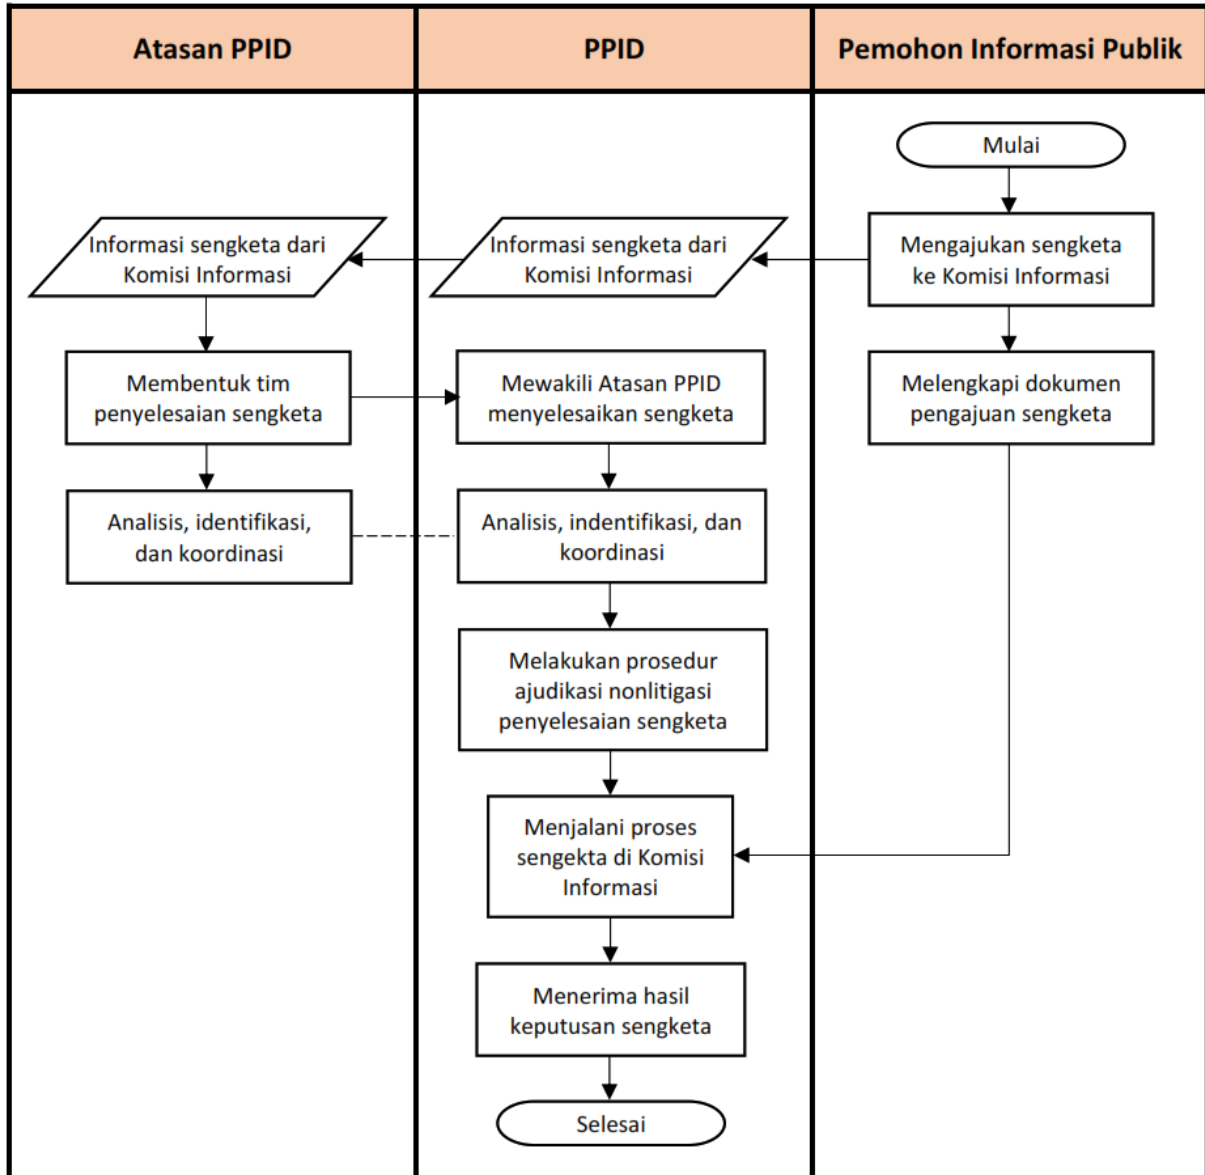 Atasan PPID
PPID
Pemohon Informasi Publik
Mulai
Informasi sengketa dari
Komisi Informasi
Informasi sengketa dari
Komisi Informasi
Mengajukan sengketa
ke Komisi Informasi
Membentuk tim
penyelesaian sengketa
Mewakili Atasan PPID
menyelesaikan sengketa
Melengkapi dokumen
pengajuan sengketa
Analisis, identifikasi,
dan koordinasi
Analisis, indentifikasi, dan
koordinasi
Melakukan prosedur
ajudikasi nonlitigasi
penyelesaian sengketa
Menjalani proses
sengekta di Komisi
Informasi
Menerima hasil
keputusan sengketa
Selesai